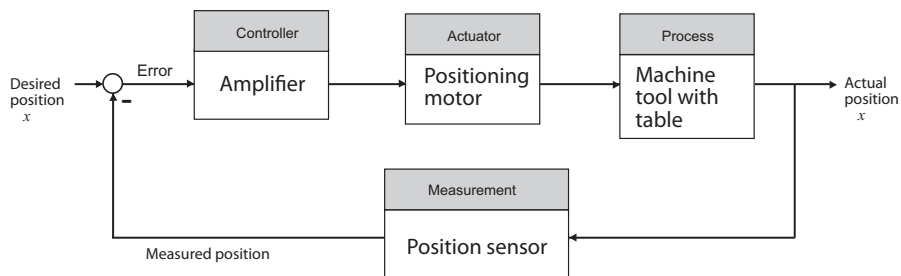 Controller
Actuator
Process
Desired
position
x
Error
Amplifier
Positioning
motor
Machine
tool with
table
Actual
position
x
Measurement
Position sensor
Measured position